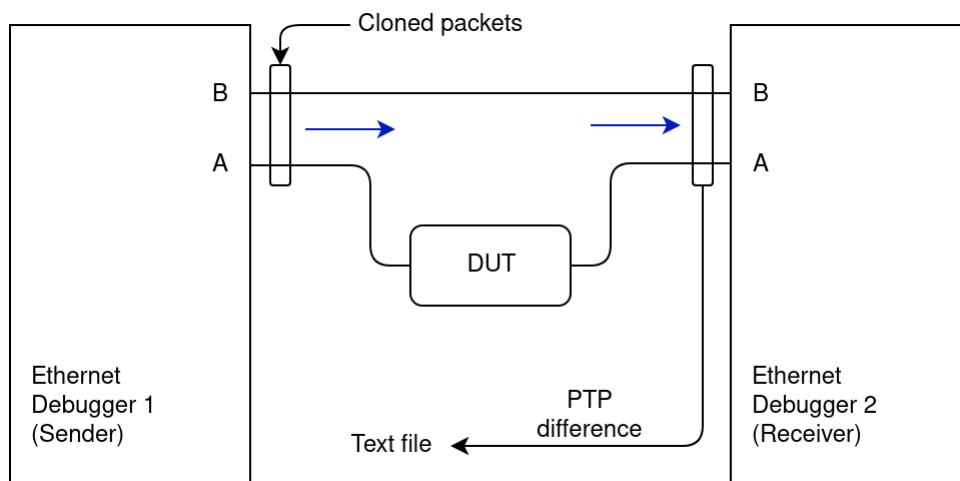 Cloned packets
B
B
A
A
DUT
Ethernet
Debugger 1
(Sender)
Ethernet
Debugger 2
(Receiver)
PTP
difference
Text file